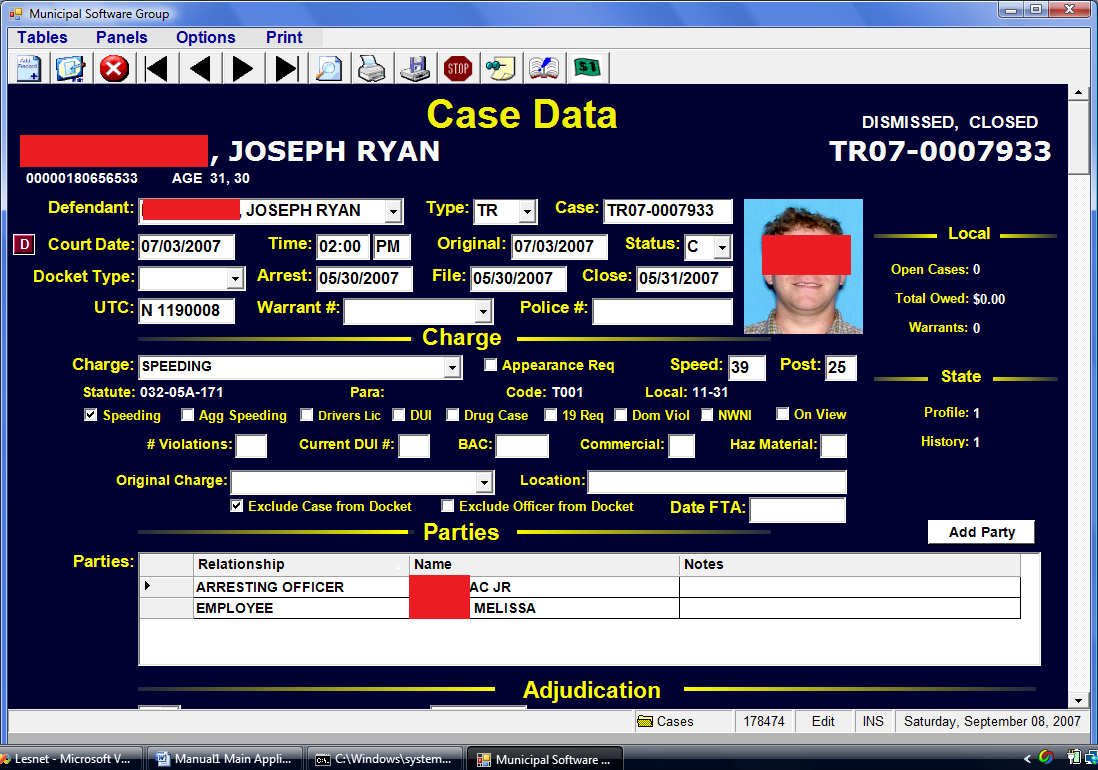 Municipal Software Group
Tables Panels Options Print
Add Record
STOP
$1
Case Data
DISMISSED, CLOSED
, JOSEPH RYAN
TR07-0007933
00000180656533 AGE 31, 30
Defendant: , JOSEPH RYAN Type: TR Case: TR07-0007933
Local
D Court Date: 07/03/2007 Time: 02:00 PM Original: 07/03/2007 Status: C
Open Cases: 0
Docket Type: Arrest: 05/30/2007 File: 05/30/2007 Close: 05/31/2007
Total Owed: $0.00
UTC: N 1190008 Warrant #: Police #:
Warrants: 0
Charge
Charge: SPEEDING Appearance Req Speed: 39 Post: 25
State
Statute: 032-05A-171 Para: Code: T001 Local: 11-31
Profile: 1
Speeding Agg Speeding Drivers Lic DUI Drug Case 19 Req Dom Viol NWNI On View
# Violations: Current DUI #: BAC: Commercial: Haz Material:
History: 1
Original Charge: Location:
Exclude Case from Docket Exclude Officer from Docket Date FTA:
Parties
Add Party
Parties:
Relationship Name Notes
ARRESTING OFFICER AC JR
EMPLOYEE MELISSA
Adjudication
Cases 178474 Edit INS Saturday, September 08, 2007
Lesnet - Microsoft V... Manual1 Main Appli... C:\Windows\system... Municipal Software ...